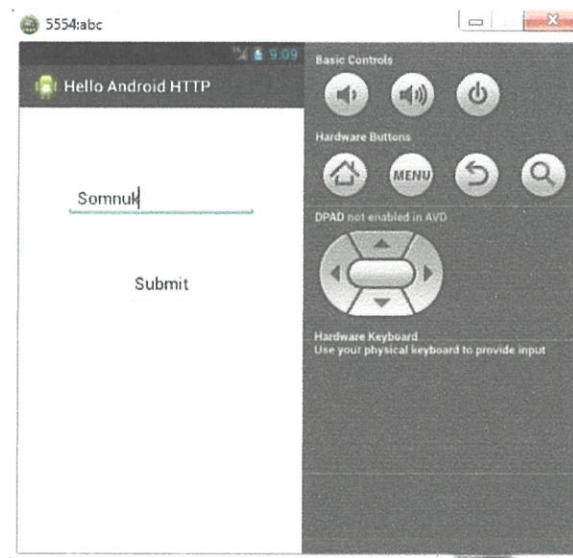 5554:abc
9:09
Hello Android HTTP
Somnuk
Submit
Basic Controls
Hardware Buttons
MENU
DPAD not enabled in AVD
Hardware Keyboard
Use your physical keyboard to provide input